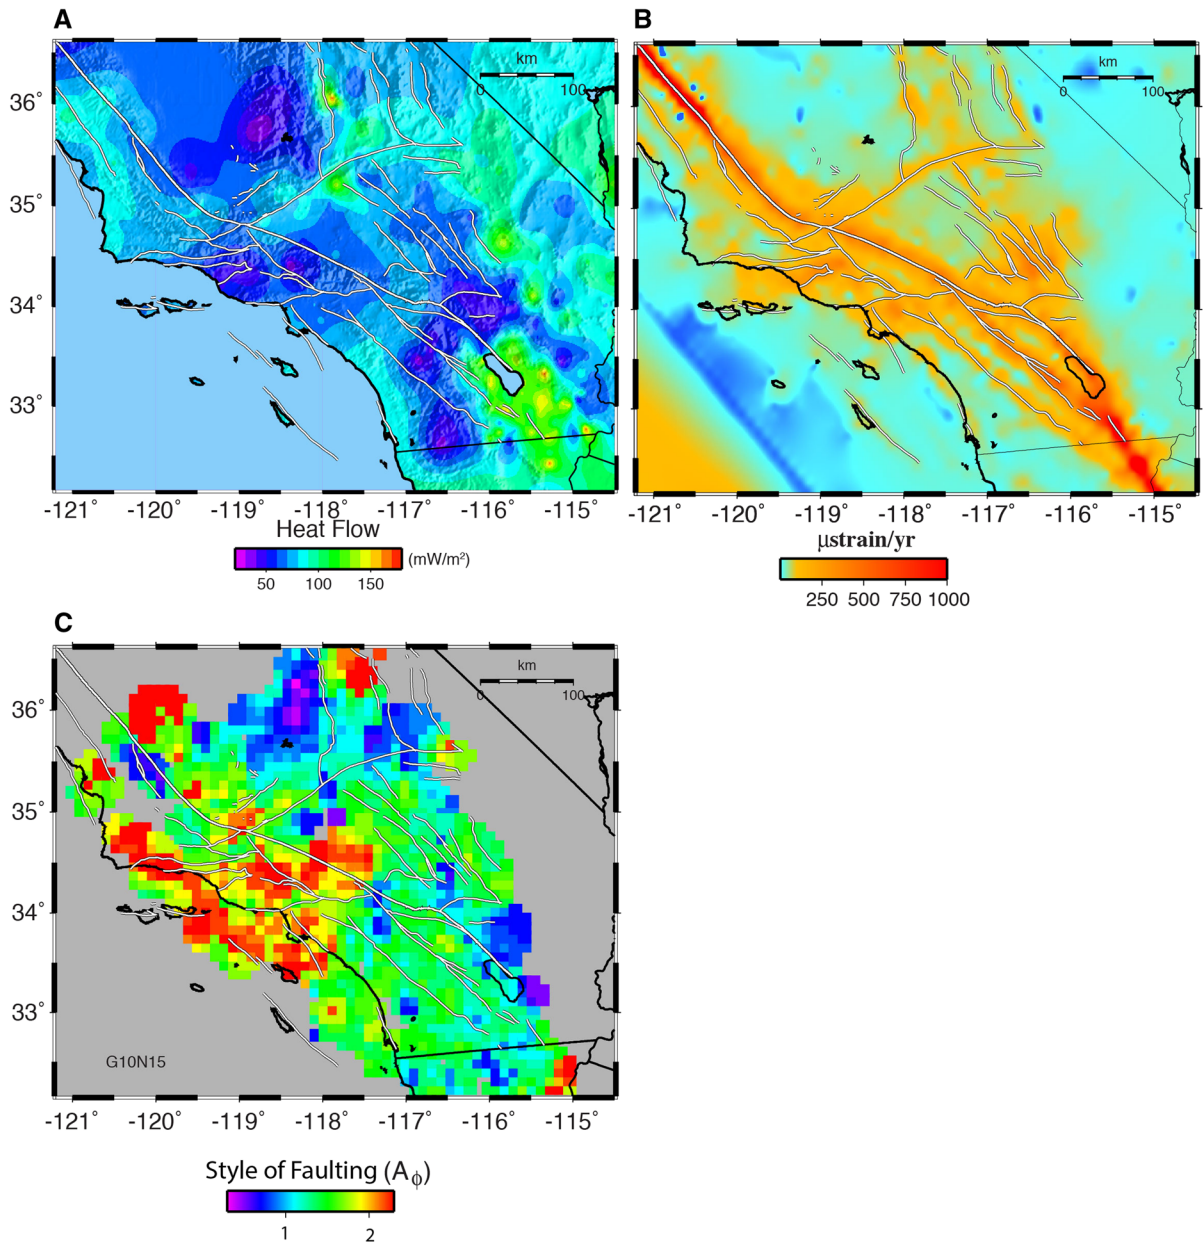 A
km
0 100
36°
35°
34°
33°
-121° -120° -119° -118° -117° -116° -115°
Heat Flow
(mW/m²)
50 100 150
B
km
0 100
-121° -120° -119° -118° -117° -116° -115°
μstrain/yr
250 500 750 1000
C
km
0 100
36°
35°
34°
33°
G10N15
-121° -120° -119° -118° -117° -116° -115°
Style of Faulting (Aϕ)
1 2